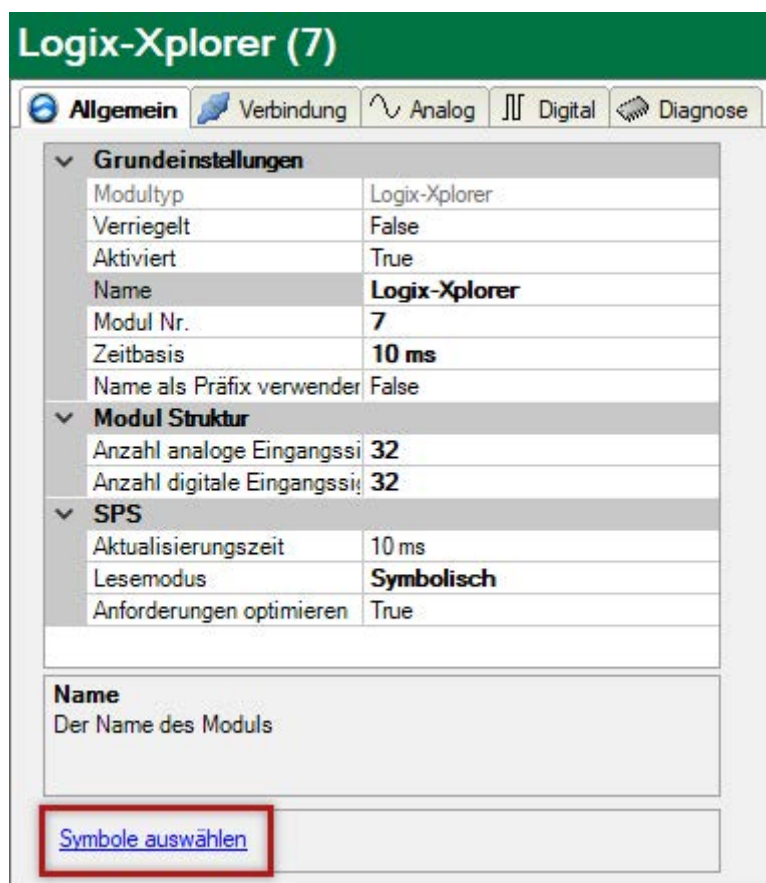 Logix-Xplorer (7)
Allgemein Verbindung Analog Digital Diagnose
Grundeinstellungen
Modultyp Logix-Xplorer
Verriegelt False
Aktiviert True
Name Logix-Xplorer
Modul Nr. 7
Zeitbasis 10 ms
Name als Präfix verwender False
Modul Struktur
Anzahl analoge Eingangssi 32
Anzahl digitale Eingangssig 32
SPS
Aktualisierungszeit 10 ms
Lesemodus Symbolisch
Anforderungen optimieren True
Name
Der Name des Moduls
Symbole auswählen